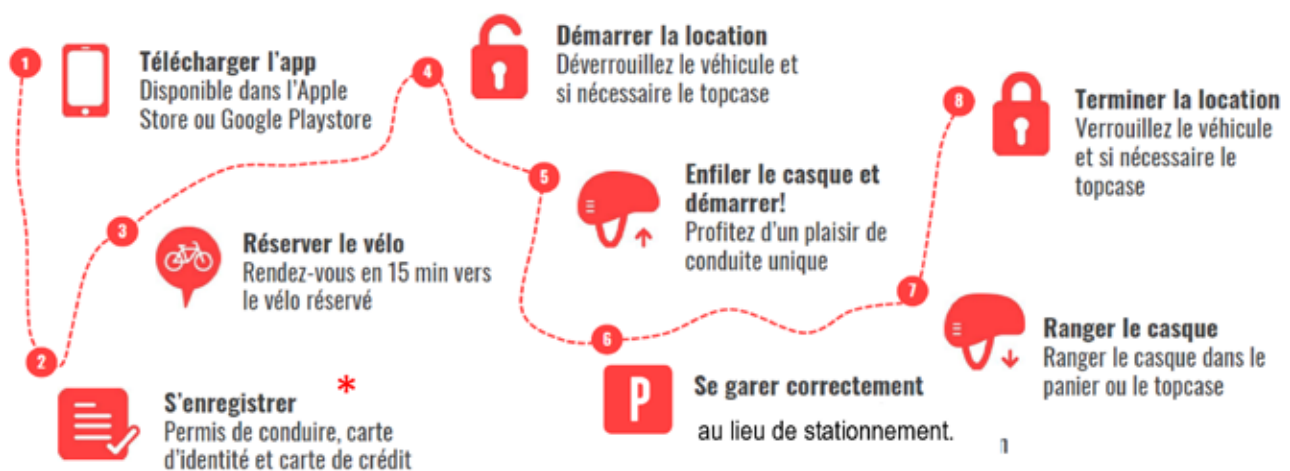 1
Télécharger l'app
Disponible dans l'Apple
Store ou Google Playstore
2
S'enregistrer *
Permis de conduire, carte
d'identité et carte de crédit
3
Réserver le vélo
Rendez-vous en 15 min vers
le vélo réservé
4
Démarrer la location
Déverrouillez le véhicule et
si nécessaire le topcase
5
Enfiler le casque et
démarrer!
Profitez d'un plaisir de
conduite unique
6
P
Se garer correctement
au lieu de stationnement.
7
Ranger le casque
Ranger le casque dans le
panier ou le topcase
8
Terminer la location
Verrouillez le véhicule
et si nécessaire le
topcase